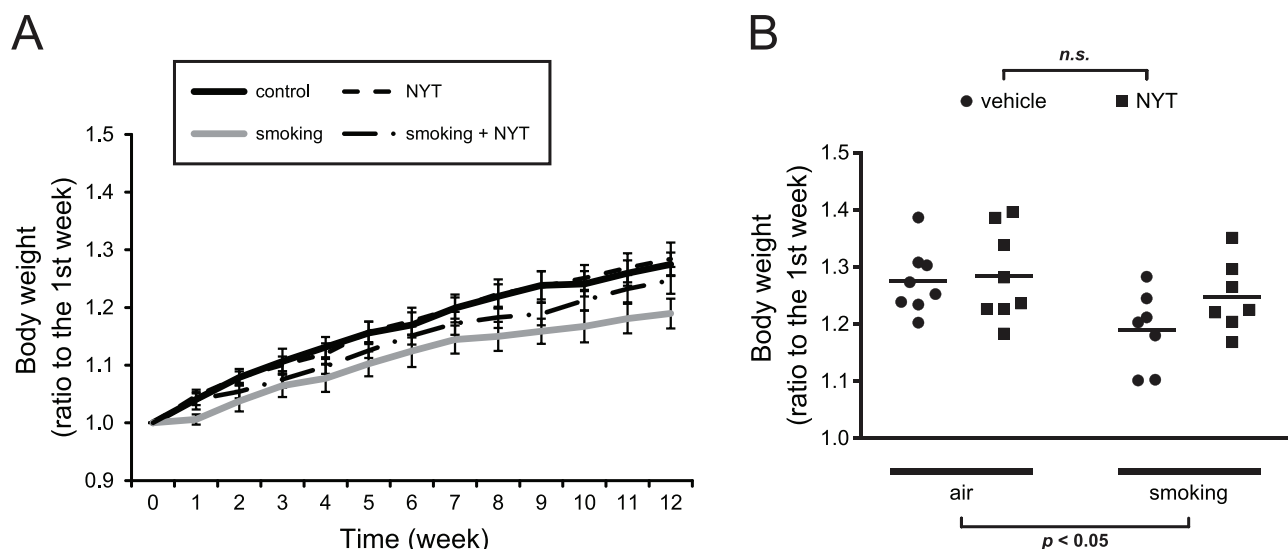 A
control
NYT
smoking
smoking + NYT
Body weight
(ratio to the 1st week)
1.5
1.4
1.3
1.2
1.1
1.0
0.9
0 1 2 3 4 5 6 7 8 9 10 11 12
Time (week)
B
n.s.
vehicle
NYT
Body weight
(ratio to the 1st week)
1.5
1.4
1.3
1.2
1.1
1.0
air
smoking
p < 0.05